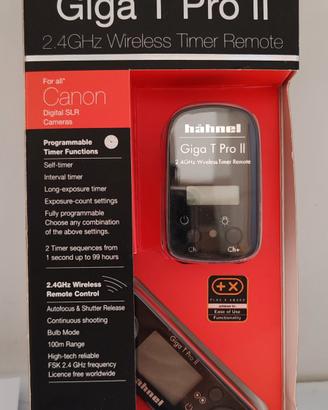 Giga T Pro II
2.4GHz Wireless Timer Remote
For all*
Canon
Digital SLR
Cameras
Programmable
Timer Functions
Self-timer
Interval timer
Long-exposure timer
Exposure-count settings
Fully programmable
Choose any combination
of the above settings.
2 Timer sequences from
1 second up to 99 hours
2.4GHz Wireless
Remote Control
Autofocus & Shutter Release
Continuous shooting
Bulb Mode
100m Range
High-tech reliable
FSK 2.4 GHz frequency
Licence free worldwide
hähnel
Giga T Pro II
2.4GHz Wireless Timer Remote
Ch
Ch+
PLUS X AWARD
Ease of Use
Functionality
Giga T Pro II
hähnel